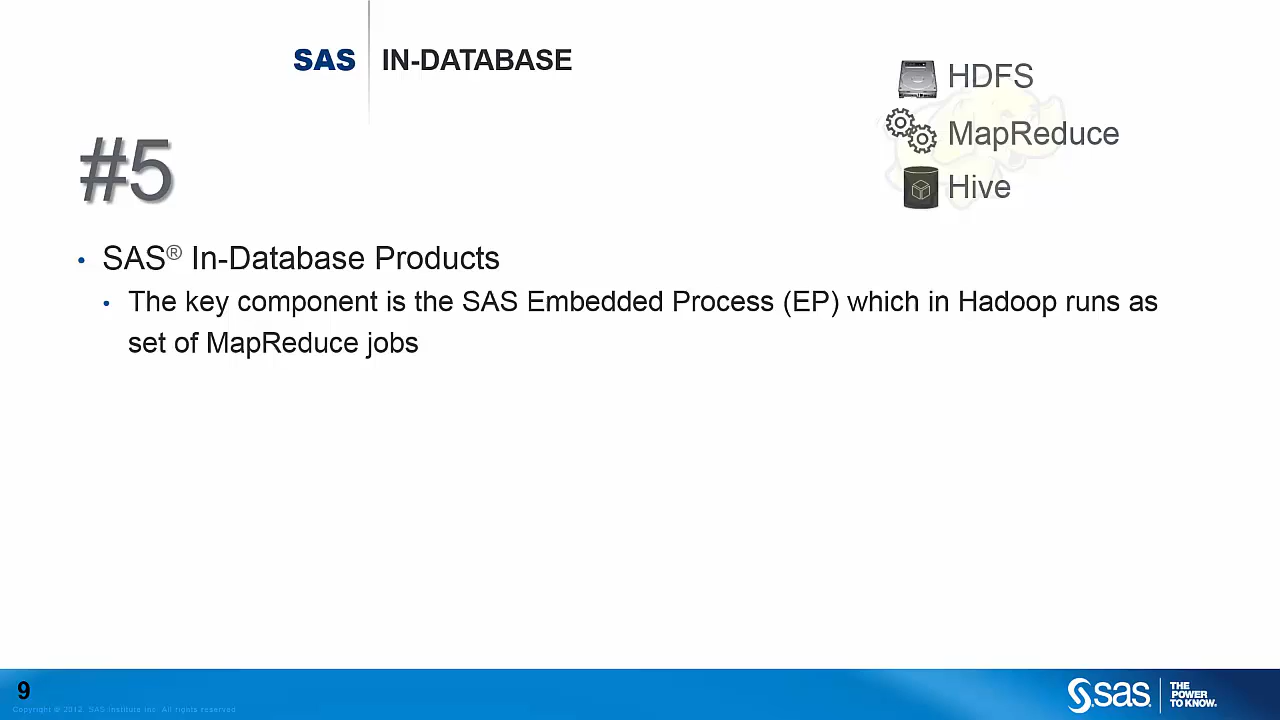 SAS IN-DATABASE
HDFS
MapReduce
Hive
#5
• SAS® In-Database Products
• The key component is the SAS Embedded Process (EP) which in Hadoop runs as
set of MapReduce jobs
9
Copyright © 2012, SAS Institute Inc. All rights reserved.
sas
THE
POWER
TO KNOW.